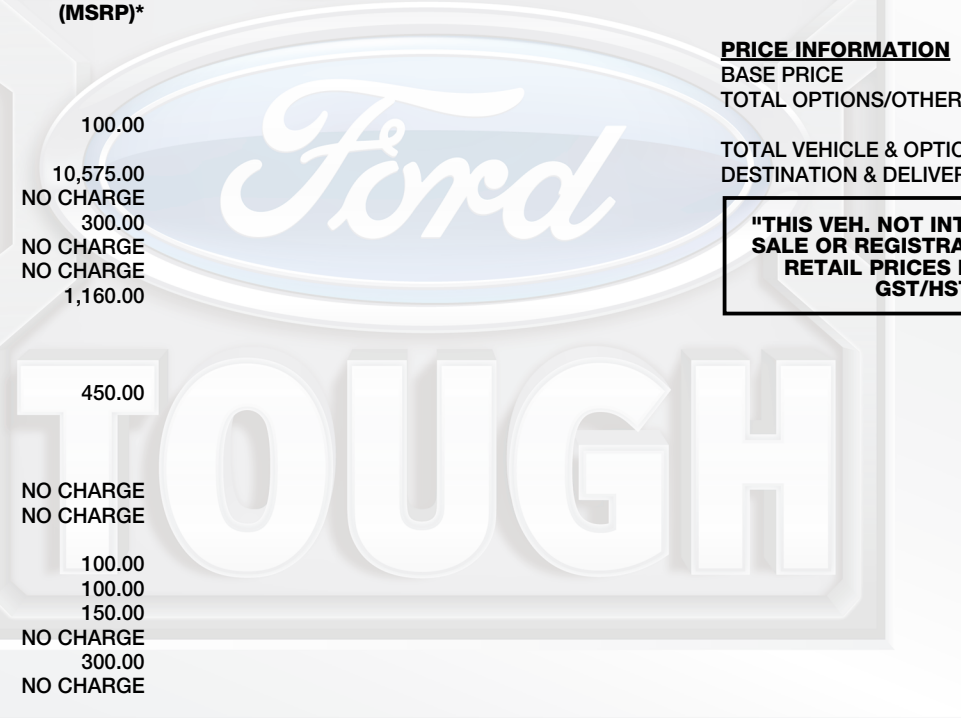 (MSRP)*
100.00
10,575.00
NO CHARGE
300.00
NO CHARGE
NO CHARGE
1,160.00
450.00
NO CHARGE
NO CHARGE
100.00
100.00
150.00
NO CHARGE
300.00
NO CHARGE
Ford
TOUGH
PRICE INFORMATION
BASE PRICE
TOTAL OPTIONS/OTHER
TOTAL VEHICLE & OPTIO
DESTINATION & DELIVER
"THIS VEH. NOT INT
SALE OR REGISTRA
RETAIL PRICES
GST/HST